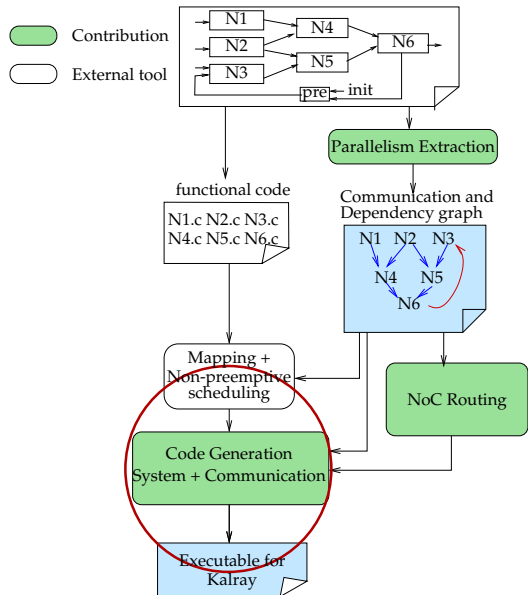 Contribution
External tool
N1
N4
N2
N6
N5
N3
pre
init
Parallelism Extraction
functional code
N1.c N2.c N3.c
N4.c N5.c N6.c
Communication and
Dependency graph
N1 N2 N3
N4 N5
N6
Mapping +
Non-preemptive
scheduling
NoC Routing
Code Generation
System + Communication
Executable for
Kalray